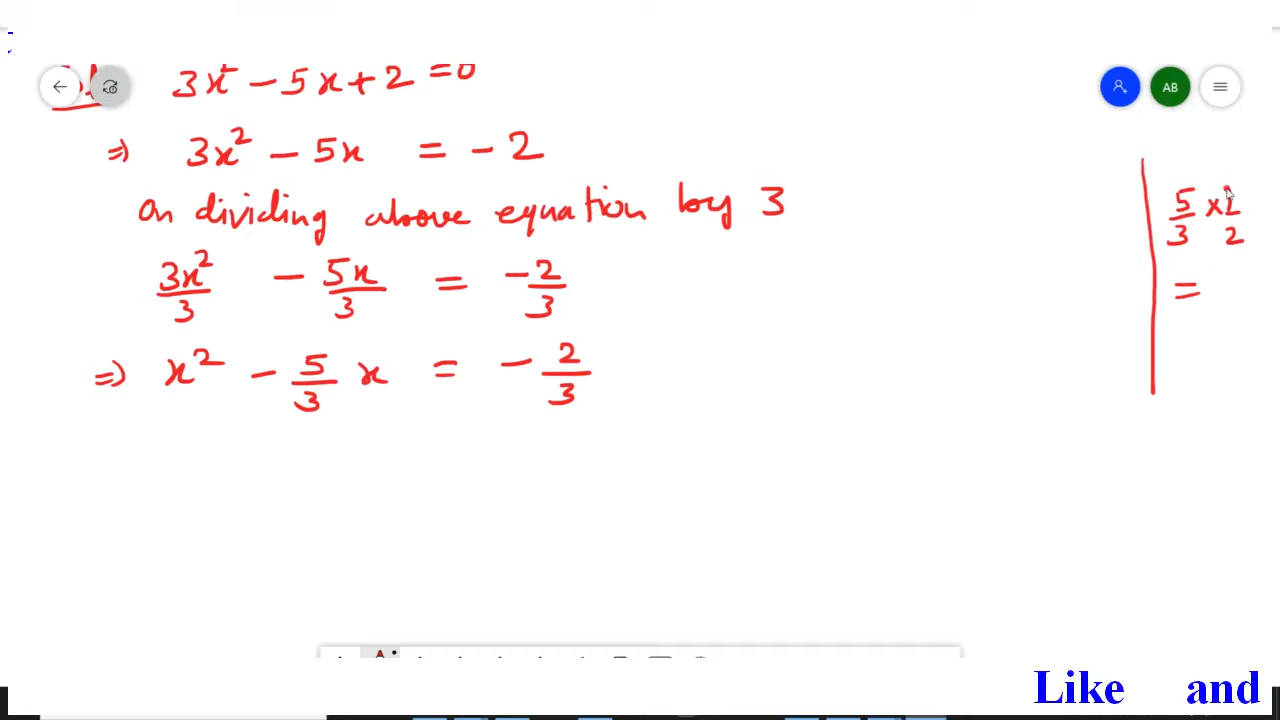 3x² - 5x + 2 = 0
⇒ 3x² - 5x = - 2
On dividing above equation by 3
3x²/3 - 5x/3 = -2/3
⇒ x² - 5/3 x = - 2/3
AB
5/3 × 1/2
=
Like and